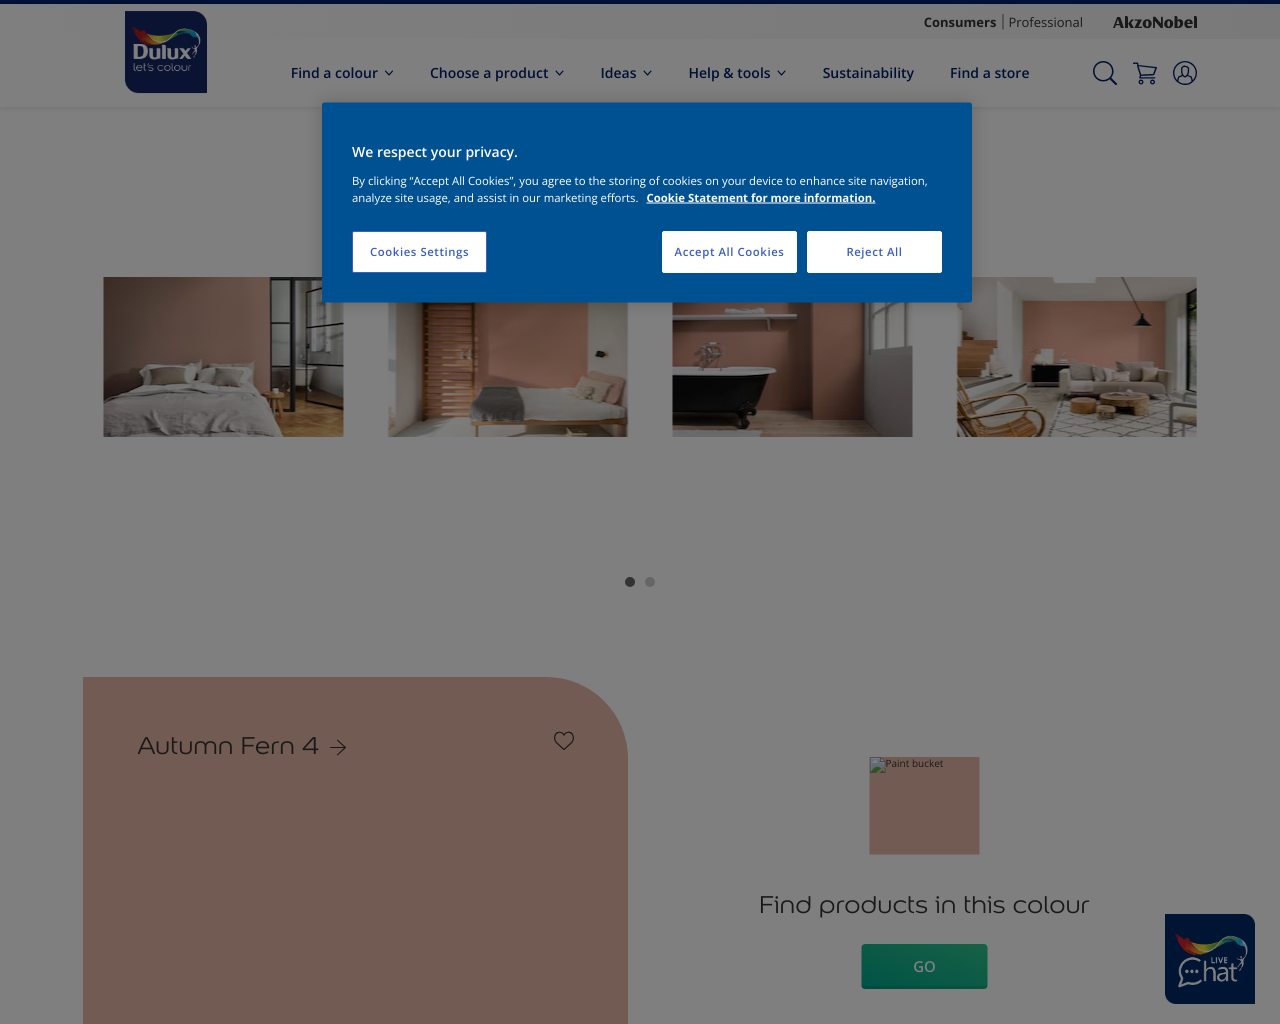 Consumers | Professional
AkzoNobel
Dulux
let's colour
Find a colour
Choose a product
Ideas
Help & tools
Sustainability
Find a store
We respect your privacy.
By clicking “Accept All Cookies”, you agree to the storing of cookies on your device to enhance site navigation,
analyze site usage, and assist in our marketing efforts. Cookie Statement for more information.
Cookies Settings
Accept All Cookies
Reject All
Autumn Fern 4 →
Paint bucket
Find products in this colour
GO
LIVE
Chat